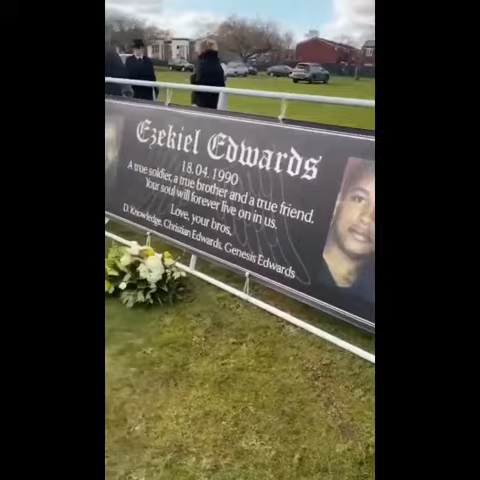 Ezekiel Edwards
18.04.1990
A true soldier, a true brother and a true friend.
Your soul will forever live on in us.
Love, your bros,
D. Knowledge, Christian Edwards, Genesis Edwards